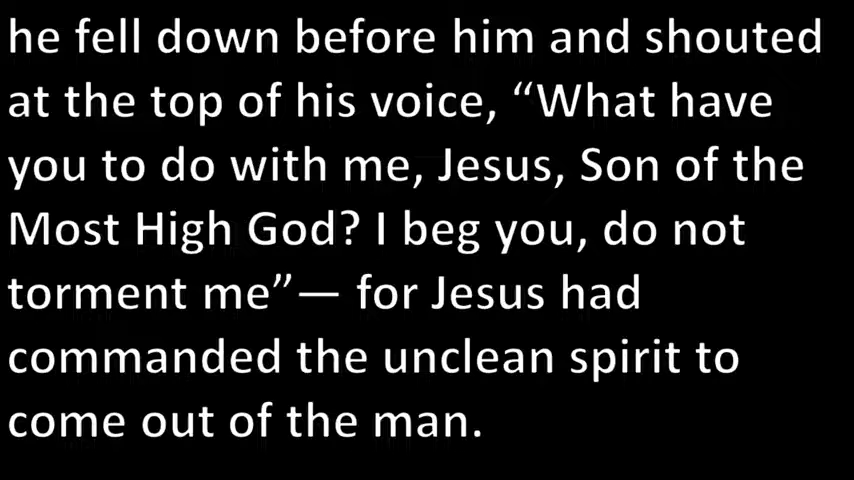 he fell down before him and shouted
at the top of his voice, “What have
you to do with me, Jesus, Son of the
Most High God? I beg you, do not
torment me”— for Jesus had
commanded the unclean spirit to
come out of the man.